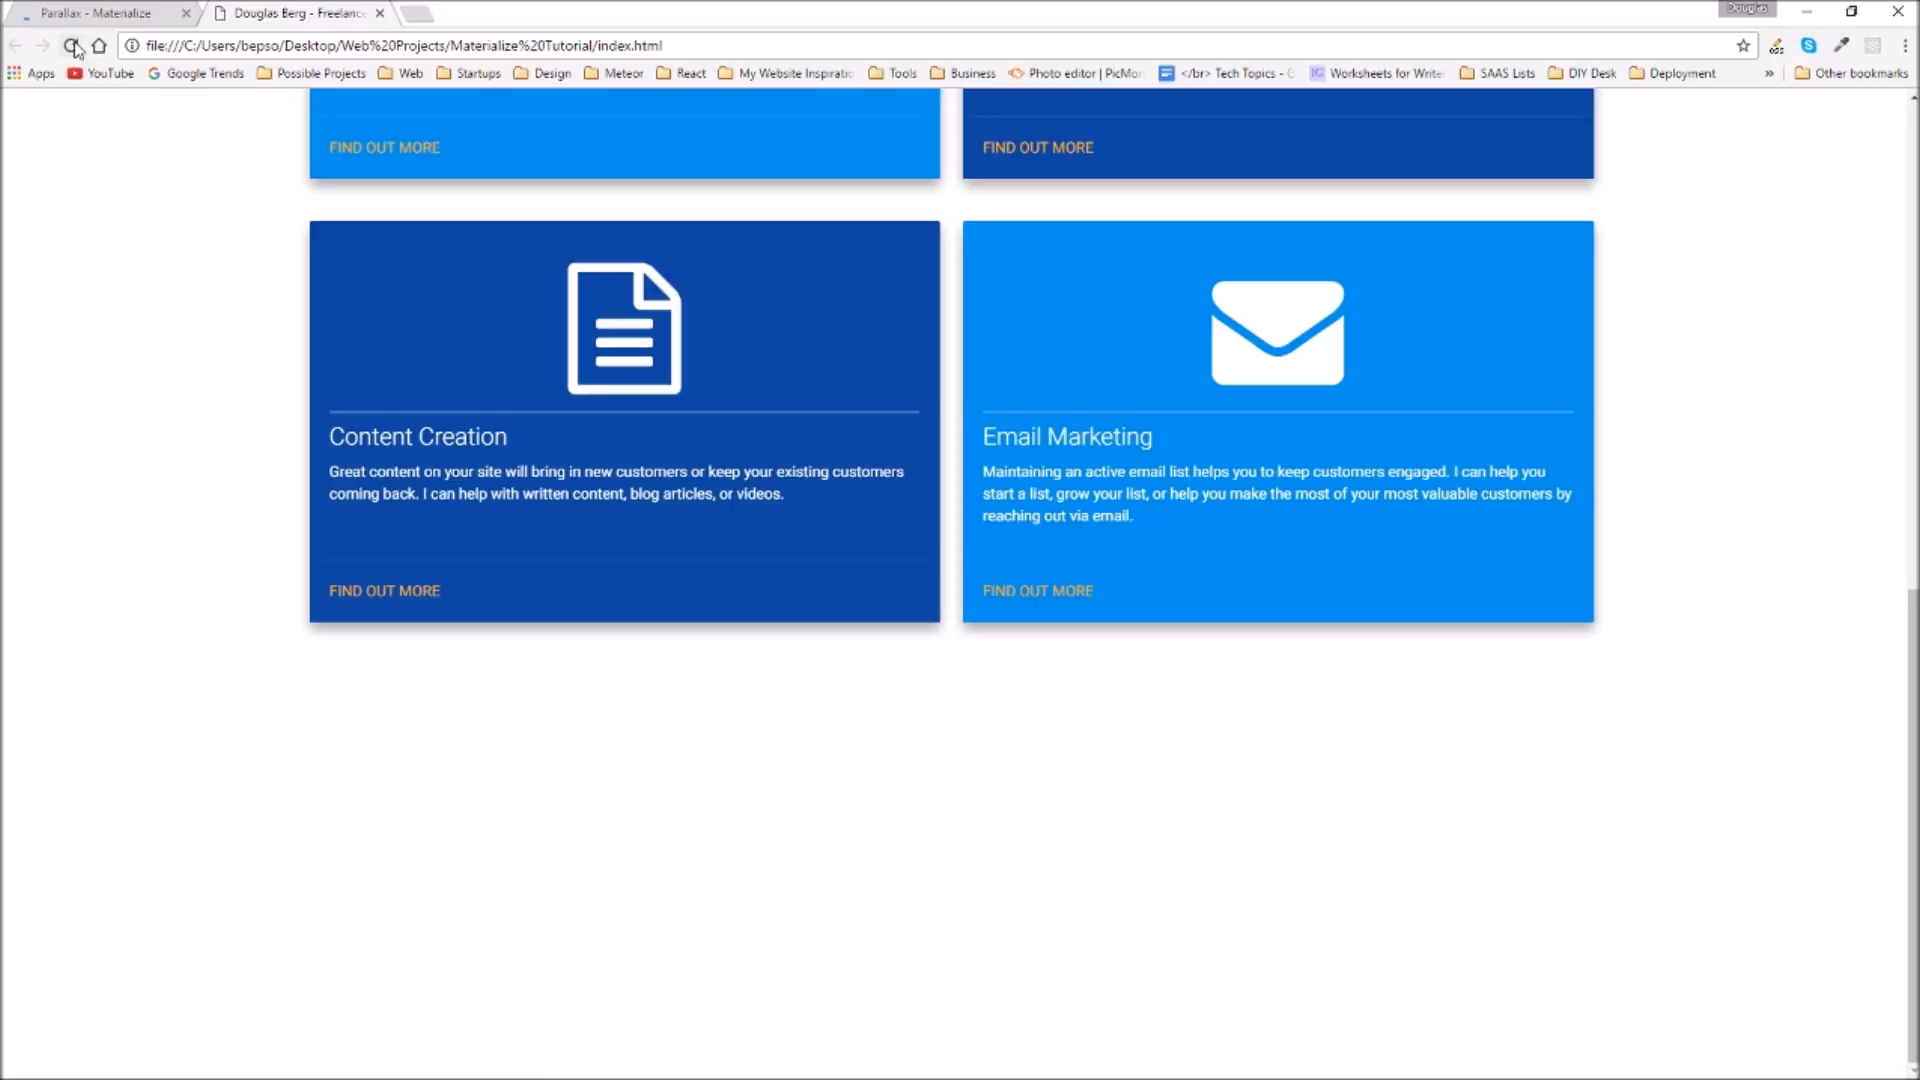 Parallax - Materialize
Douglas Berg - Freelance
Douglas
file:///C:/Users/bepso/Desktop/Web%20Projects/Materialize%20Tutorial/index.html
Apps YouTube Google Trends Possible Projects Web Startups Design Meteor React My Website Inspiratio Tools Business Photo editor | PicMon </br> Tech Topics - G Worksheets for Write SAAS Lists DIY Desk Deployment » Other bookmarks
FIND OUT MORE
FIND OUT MORE
Content Creation
Great content on your site will bring in new customers or keep your existing customers
coming back. I can help with written content, blog articles, or videos.
FIND OUT MORE
Email Marketing
Maintaining an active email list helps you to keep customers engaged. I can help you
start a list, grow your list, or help you make the most of your most valuable customers by
reaching out via email.
FIND OUT MORE